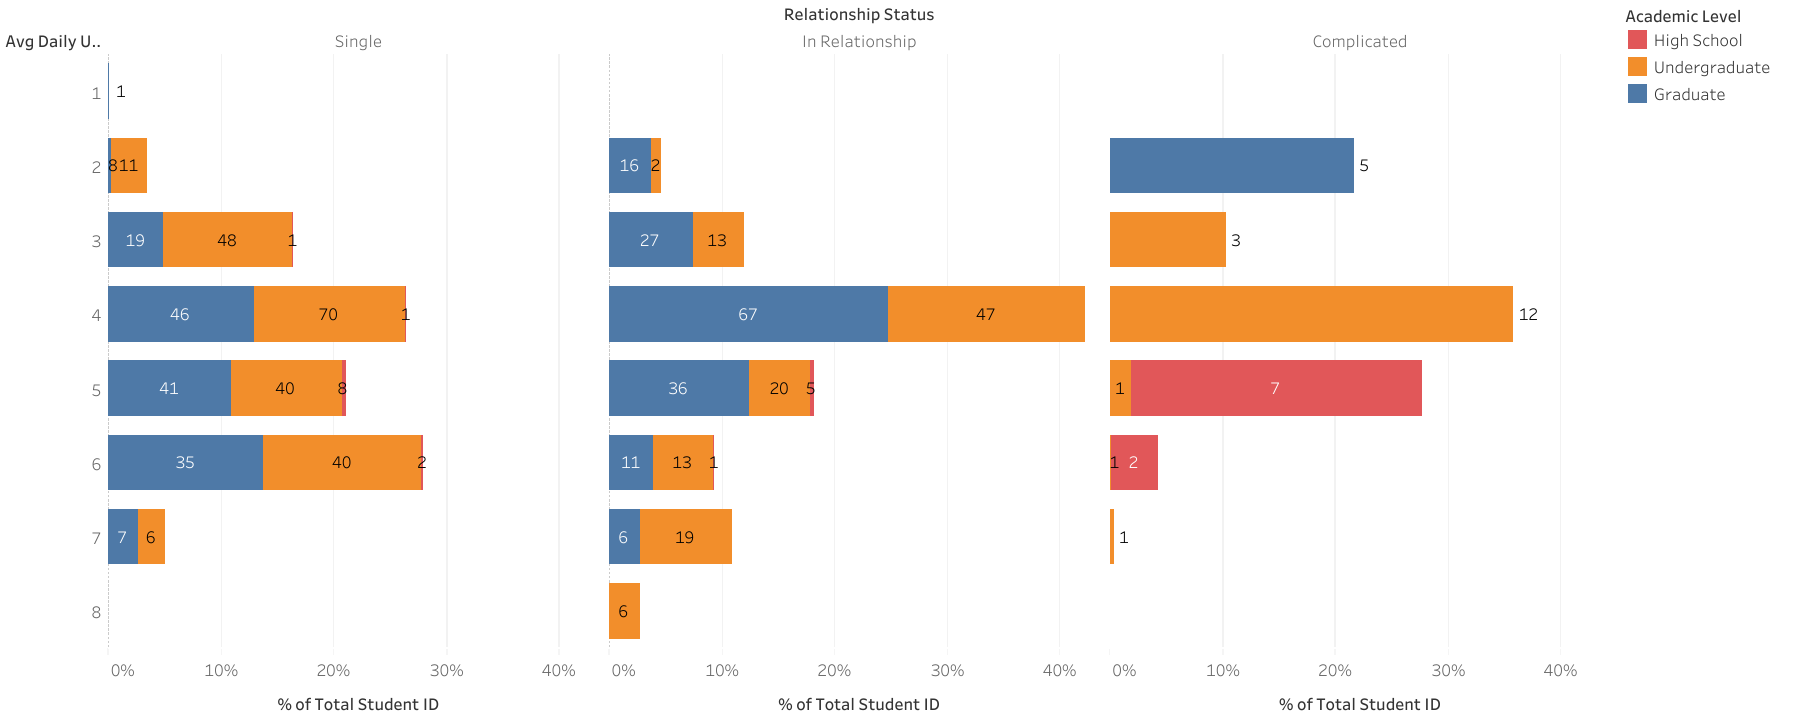 Relationship Status
Avg Daily U..
Single
In Relationship
Complicated
Academic Level
High School
Undergraduate
Graduate
1
1
2
8 11
16 2
5
3
19 48 1
27 13
3
4
46 70 1
67 47
12
5
41 40 8
36 20 5
1 7
6
35 40 2
11 13 1
1 2
7
7 6
6 19
1
8
6
0% 10% 20% 30% 40%
0% 10% 20% 30% 40%
0% 10% 20% 30% 40%
% of Total Student ID
% of Total Student ID
% of Total Student ID